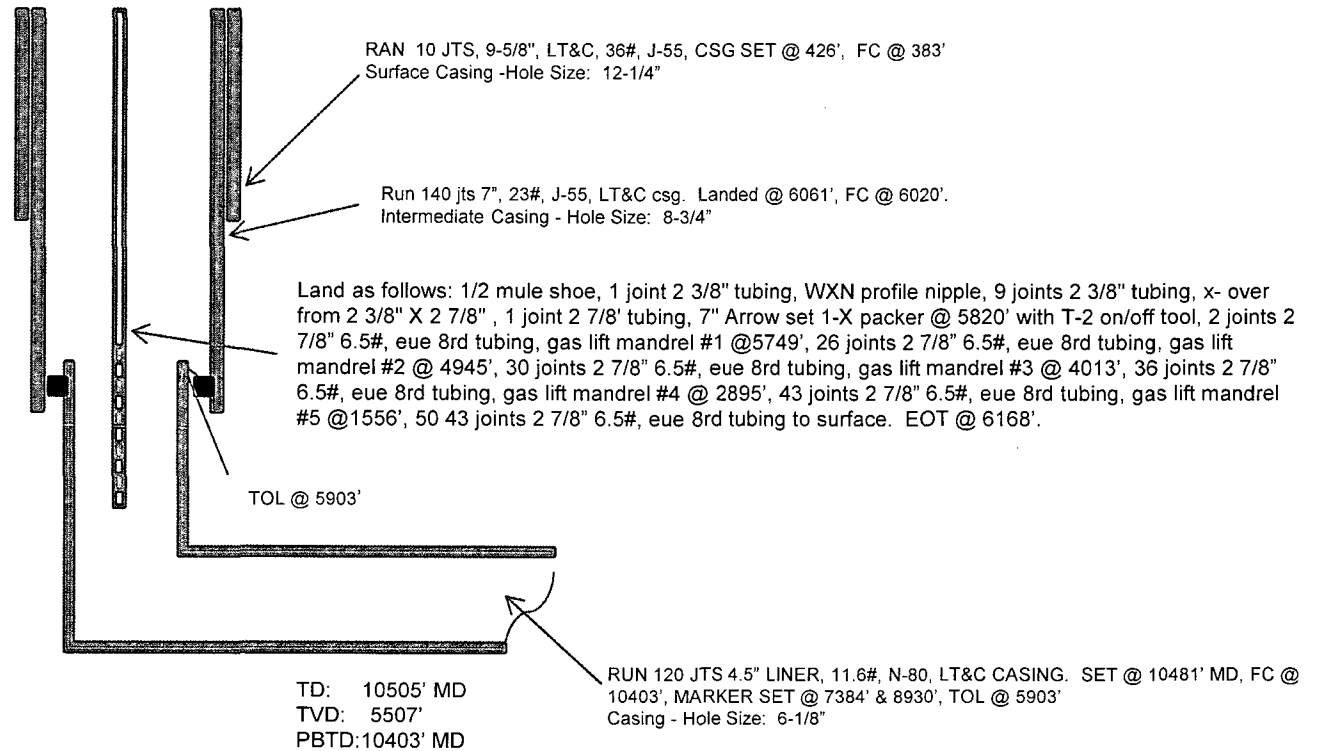 RAN 10 JTS, 9-5/8", LT&C, 36#, J-55, CSG SET @ 426', FC @ 383'
Surface Casing -Hole Size: 12-1/4"
Run 140 jts 7", 23#, J-55, LT&C csg. Landed @ 6061', FC @ 6020'.
Intermediate Casing - Hole Size: 8-3/4"
Land as follows: 1/2 mule shoe, 1 joint 2 3/8" tubing, WXN profile nipple, 9 joints 2 3/8" tubing, x- over
from 2 3/8" X 2 7/8" , 1 joint 2 7/8' tubing, 7" Arrow set 1-X packer @ 5820' with T-2 on/off tool, 2 joints 2
7/8" 6.5#, eue 8rd tubing, gas lift mandrel #1 @5749', 26 joints 2 7/8" 6.5#, eue 8rd tubing, gas lift
mandrel #2 @ 4945', 30 joints 2 7/8" 6.5#, eue 8rd tubing, gas lift mandrel #3 @ 4013', 36 joints 2 7/8"
6.5#, eue 8rd tubing, gas lift mandrel #4 @ 2895', 43 joints 2 7/8" 6.5#, eue 8rd tubing, gas lift mandrel
#5 @1556', 50 43 joints 2 7/8" 6.5#, eue 8rd tubing to surface. EOT @ 6168'.
TOL @ 5903'
RUN 120 JTS 4.5" LINER, 11.6#, N-80, LT&C CASING. SET @ 10481' MD, FC @
10403', MARKER SET @ 7384' & 8930', TOL @ 5903'
Casing - Hole Size: 6-1/8"
TD: 10505' MD
TVD: 5507'
PBTD:10403' MD